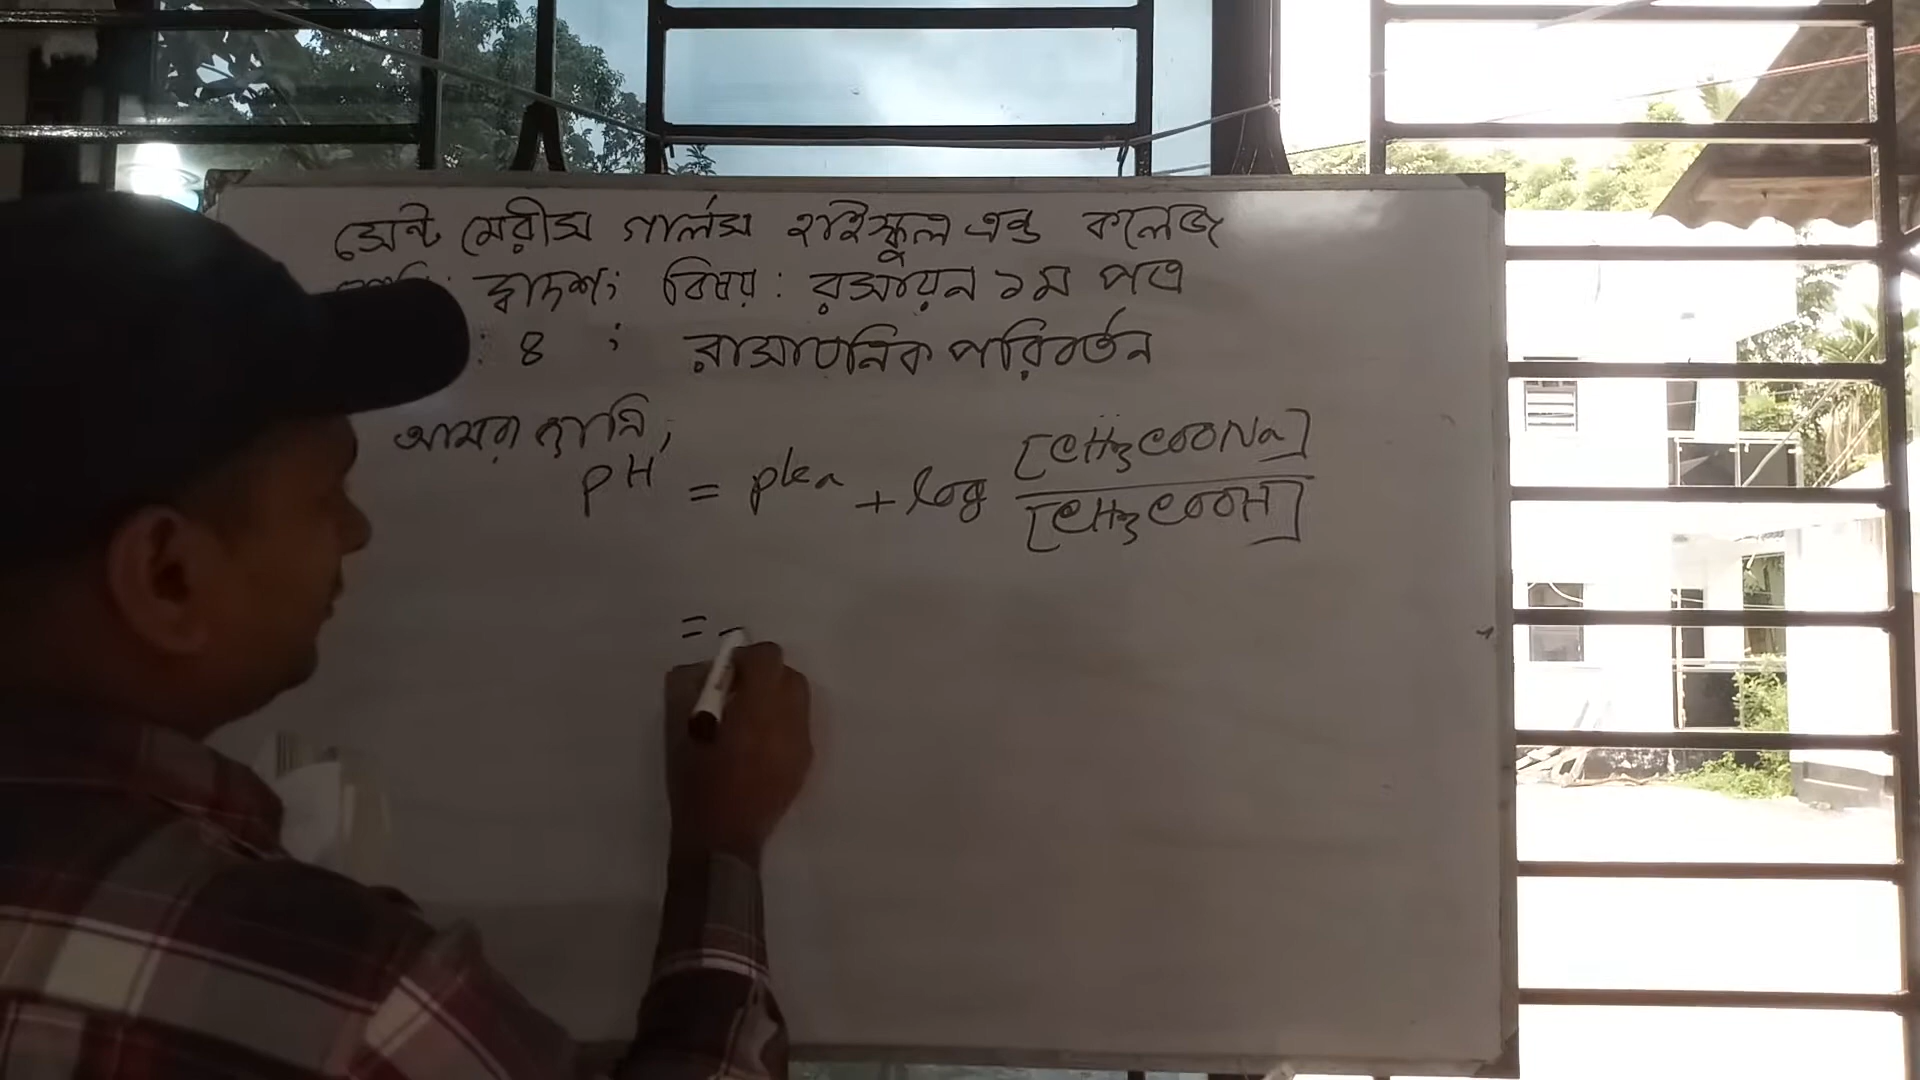 সেন্ট মেরীস গার্লস হাইস্কুল এন্ড কলেজ
: দ্বাদশ; বিষয়: রসায়ন ১ম পত্র
: ৪ ; রাসায়নিক পরিবর্তন
আমরা জানি,
pH = pka + log [CH3COONa] / [CH3COOH]
= -